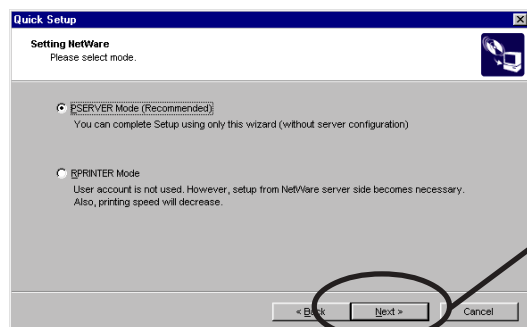 Quick Setup
Setting NetWare
Please select mode.
PSERVER Mode (Recommended)
You can complete Setup using only this wizard (without server configuration)
RPRINTER Mode
User account is not used. However, setup from NetWare server side becomes necessary.
Also, printing speed will decrease.
< Back
Next >
Cancel